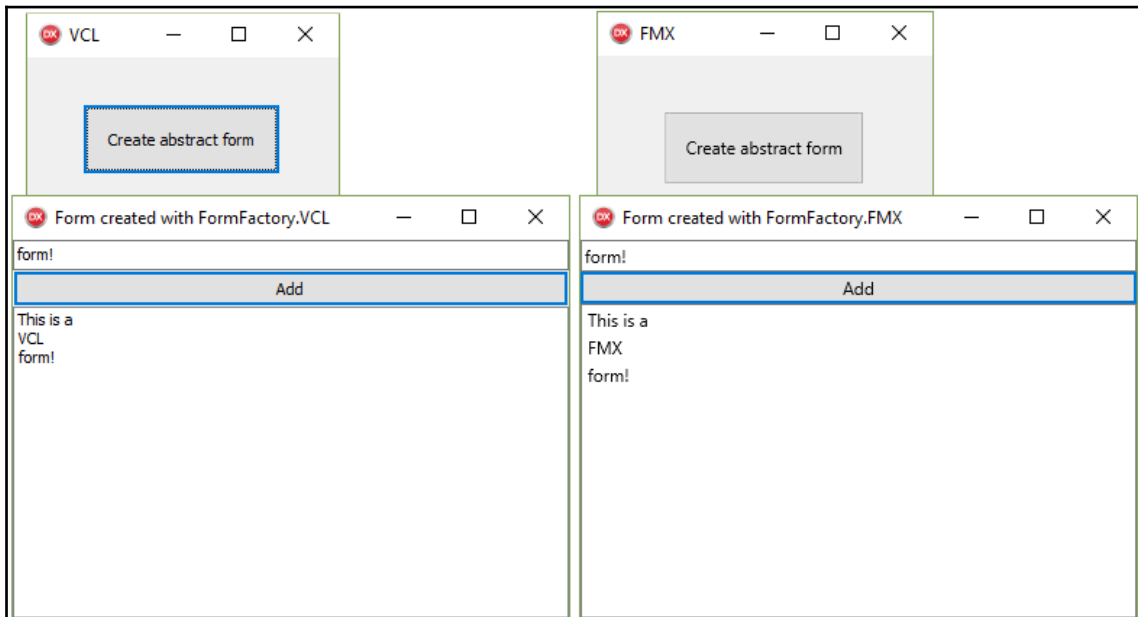 VCL
Create abstract form
FMX
Create abstract form
Form created with FormFactory.VCL
form!
Add
This is a
VCL
form!
Form created with FormFactory.FMX
form!
Add
This is a
FMX
form!